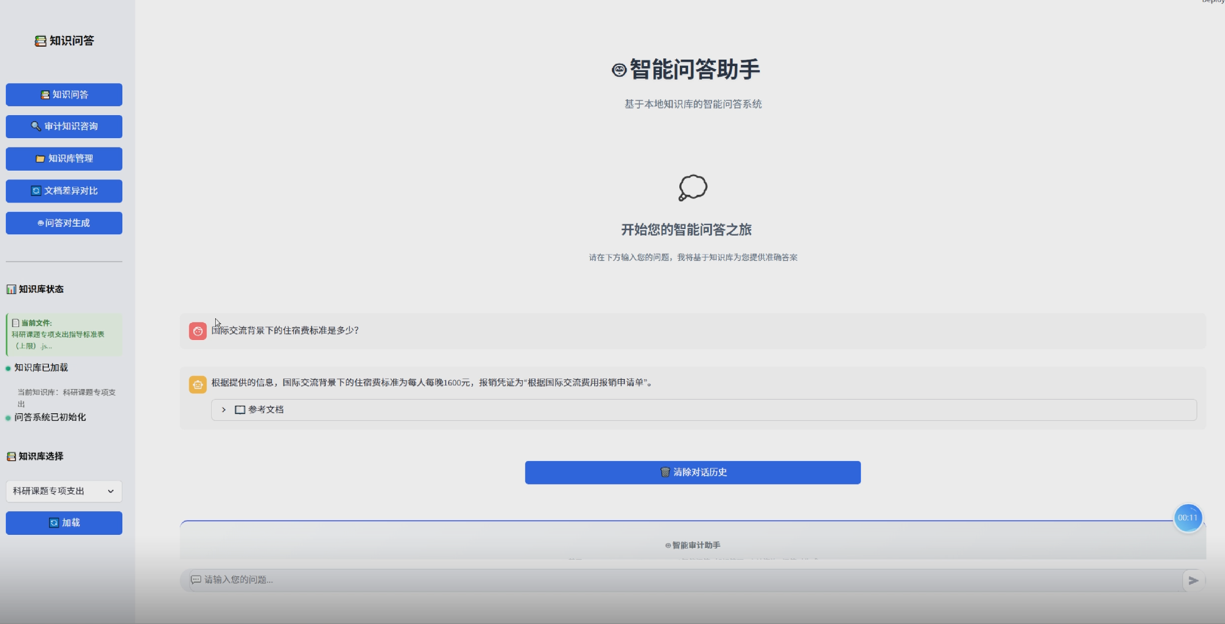 知识问答
知识问答
审计知识咨询
知识库管理
文档差异对比
问答对生成
知识库状态
当前文件:
科研课题专项支出指导标准表
（上限）.js...
知识库已加载
当前知识库：科研课题专项支
出
问答系统已初始化
知识库选择
科研课题专项支出
加载
智能问答助手
基于本地知识库的智能问答系统
开始您的智能问答之旅
请在下方输入您的问题，我将基于知识库为您提供准确答案
国际交流背景下的住宿费标准是多少？
根据提供的信息，国际交流背景下的住宿费标准为每人每晚1600元，报销凭证为"根据国际交流费用报销申请单"。
参考文档
清除对话历史
00:11
智能审计助手
请输入您的问题...